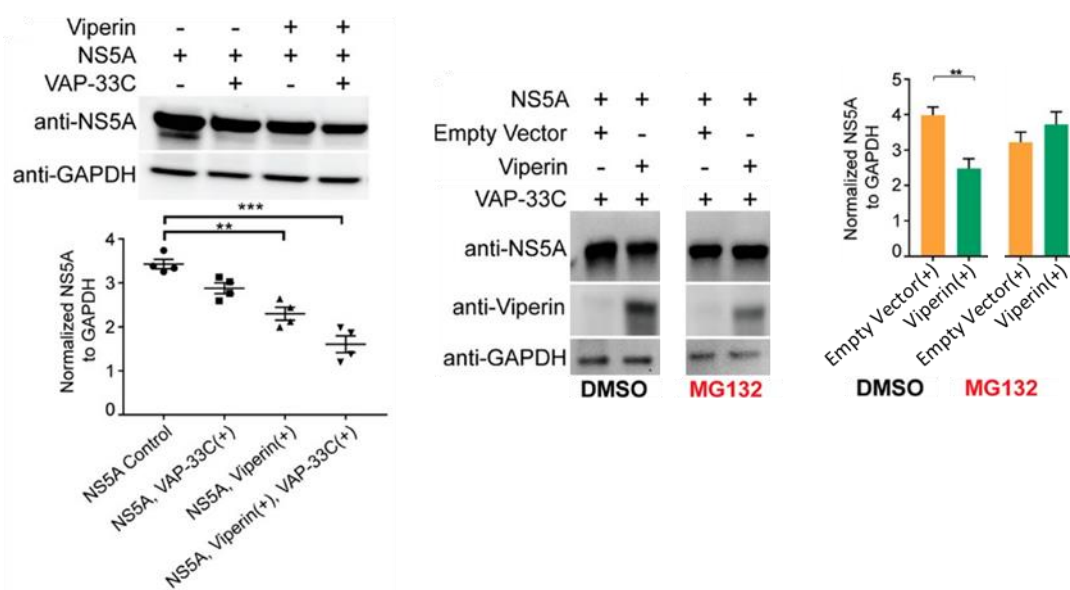 Viperin - - + +
NS5A + + + +
VAP-33C - + - +
anti-NS5A
anti-GAPDH
***
**
Normalized NS5A
to GAPDH
4
3
2
1
0
NS5A Control
NS5A, VAP-33C(+)
NS5A, Viperin(+)
NS5A, Viperin(+), VAP-33C(+)
NS5A + + + +
Empty Vector + - + -
Viperin - + - +
VAP-33C + + + +
anti-NS5A
anti-Viperin
anti-GAPDH
DMSO MG132
**
Normalized NS5A
to GAPDH
5
4
3
2
1
0
Empty Vector(+)
Viperin(+)
Empty Vector(+)
Viperin(+)
DMSO MG132